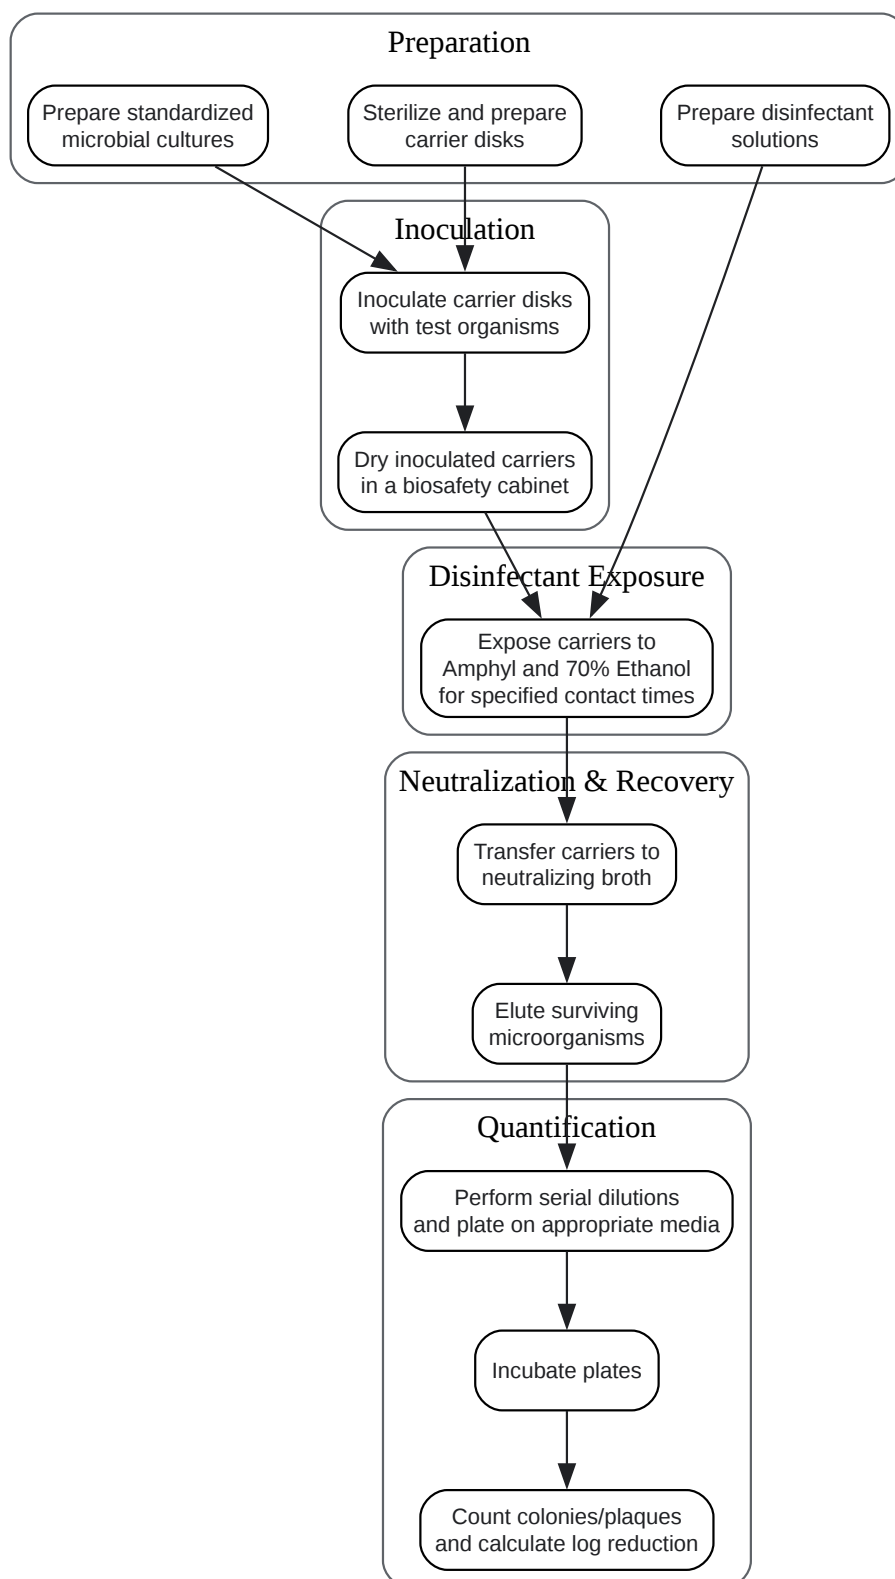 Preparation
Prepare standardized
microbial cultures
Sterilize and prepare
carrier disks
Prepare disinfectant
solutions
Inoculation
Inoculate carrier disks
with test organisms
Dry inoculated carriers
in a biosafety cabinet
Disinfectant Exposure
Expose carriers to
Amphyl and 70% Ethanol
for specified contact times
Neutralization & Recovery
Transfer carriers to
neutralizing broth
Elute surviving
microorganisms
Quantification
Perform serial dilutions
and plate on appropriate media
Incubate plates
Count colonies/plaques
and calculate log reduction